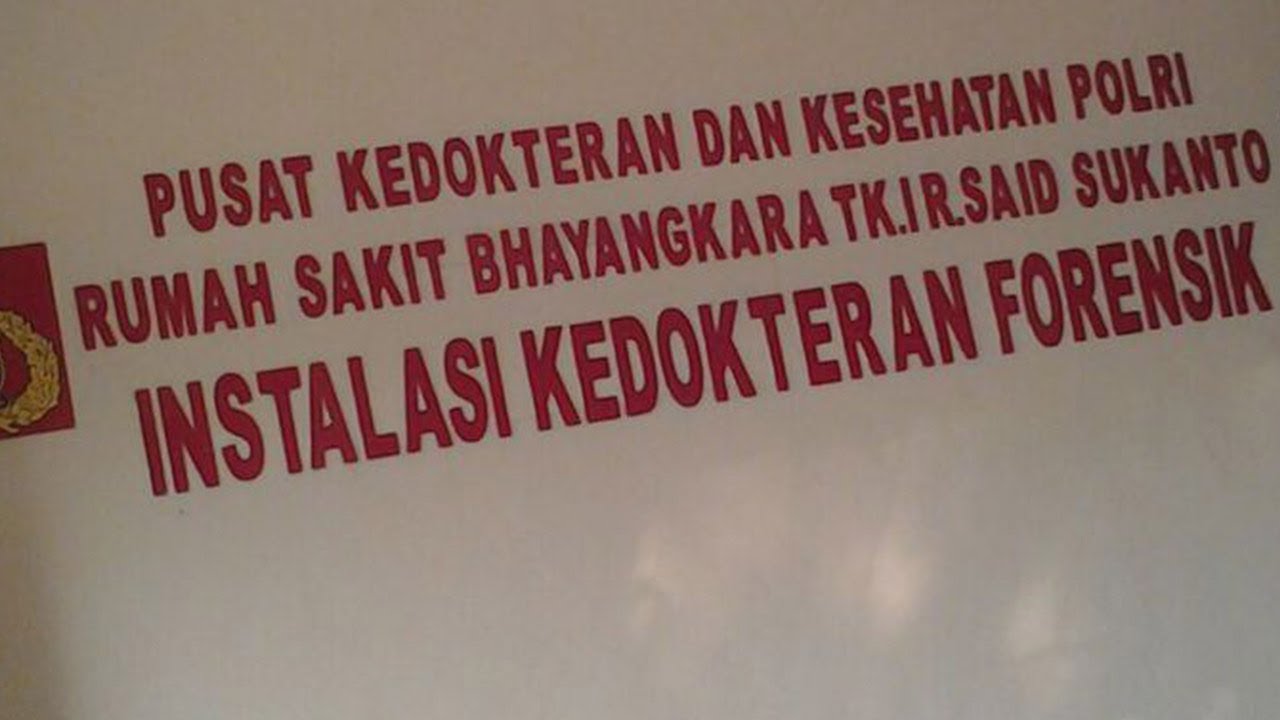 PUSAT KEDOKTERAN DAN KESEHATAN POLRI
RUMAH SAKIT BHAYANGKARA TK.I R.SAID SUKANTO
INSTALASI KEDOKTERAN FORENSIK